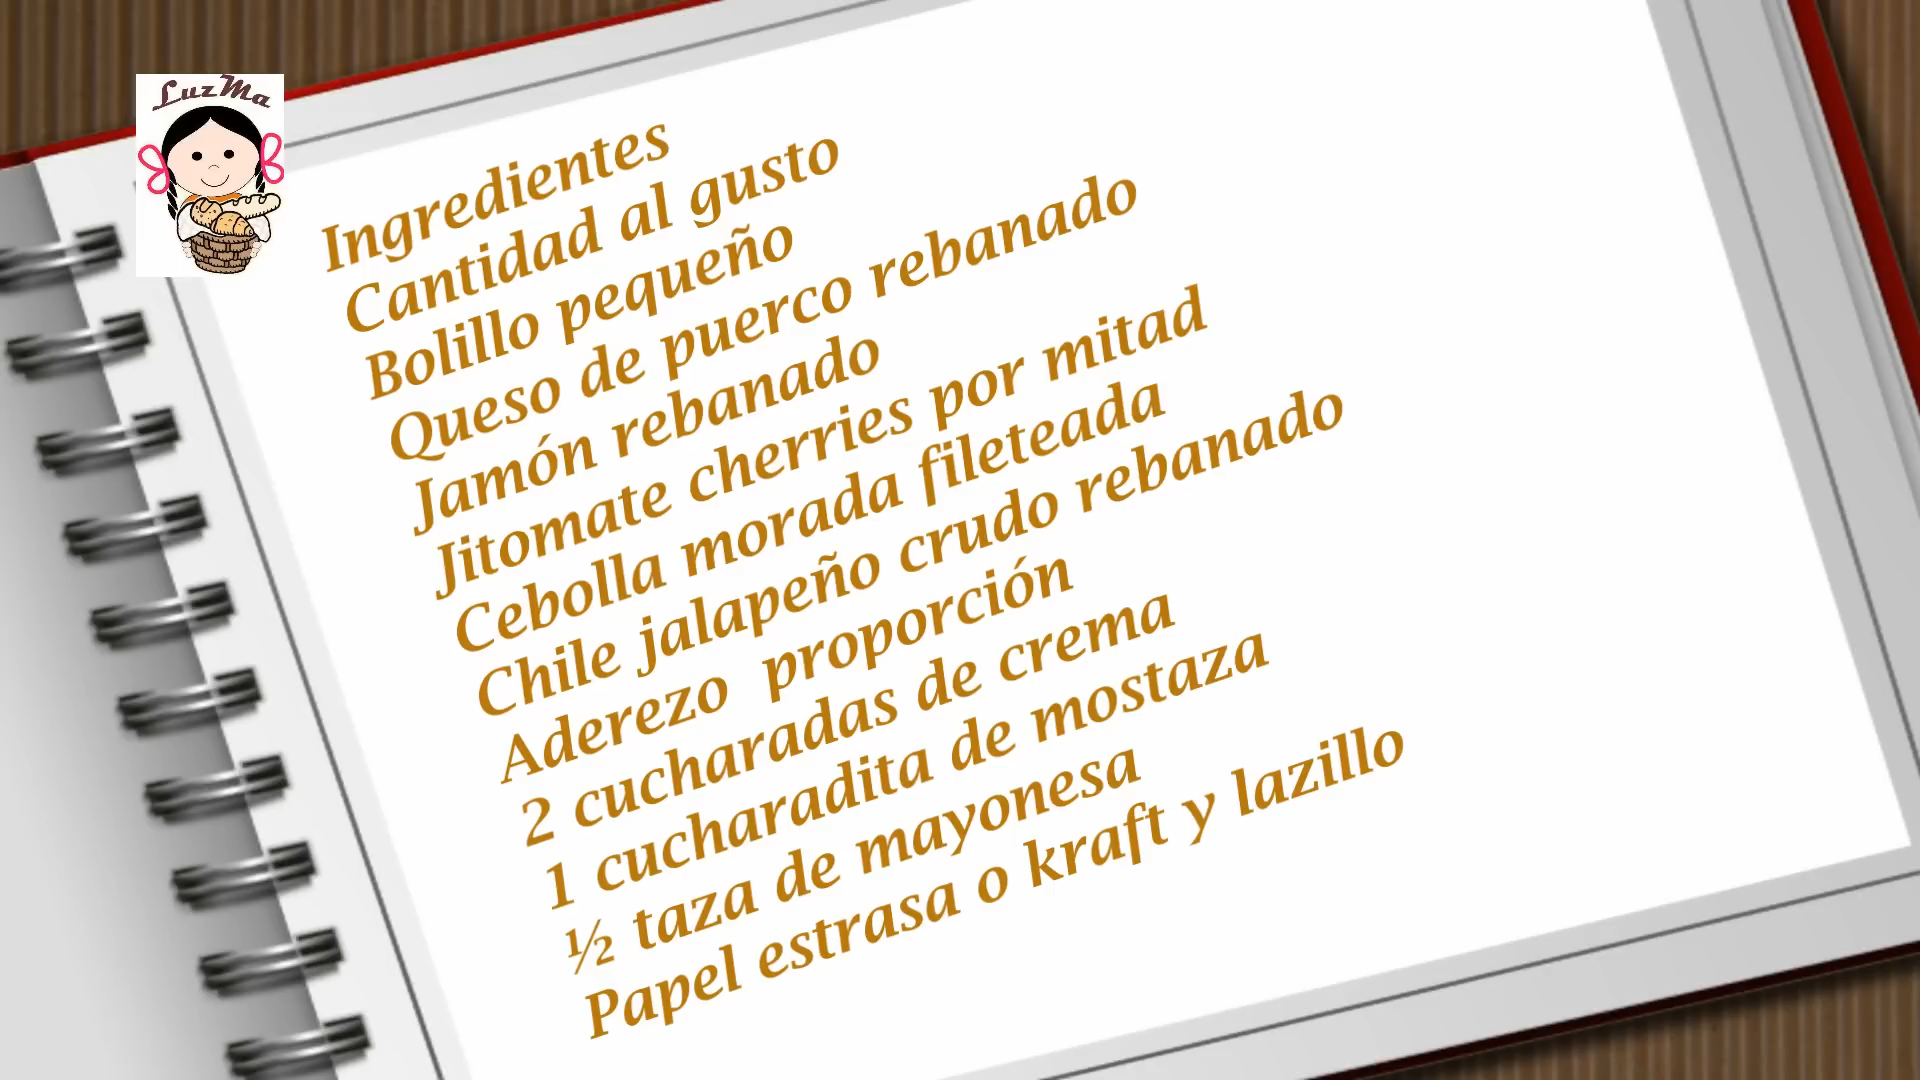 LuzMa
Ingredientes
Cantidad al gusto
Bolillo pequeño
Queso de puerco rebanado
Jamón rebanado
Jitomate cherries por mitad
Cebolla morada fileteada
Chile jalapeño crudo rebanado
Aderezo proporción
2 cucharadas de crema
1 cucharadita de mostaza
½ taza de mayonesa
Papel estrasa o kraft y lazillo